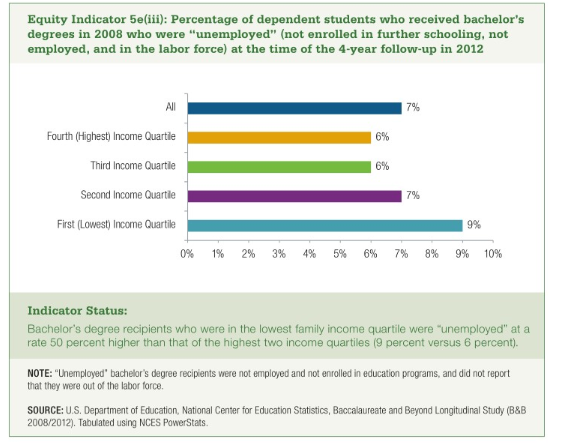 Equity Indicator 5e(iii): Percentage of dependent students who received bachelor's
degrees in 2008 who were "unemployed" (not enrolled in further schooling, not
employed, and in the labor force) at the time of the 4-year follow-up in 2012
All
7%
Fourth (Highest) Income Quartile
6%
Third Income Quartile
6%
Second Income Quartile
7%
First (Lowest) Income Quartile
9%
0% 1% 2% 3% 4% 5% 6% 7% 8% 9% 10%
Indicator Status:
Bachelor's degree recipients who were in the lowest family income quartile were "unemployed" at a
rate 50 percent higher than that of the highest two income quartiles (9 percent versus 6 percent).
NOTE: "Unemployed" bachelor's degree recipients were not employed and not enrolled in education programs, and did not report
that they were out of the labor force.
SOURCE: U.S. Department of Education, National Center for Education Statistics, Baccalaureate and Beyond Longitudinal Study (B&B
2008/2012). Tabulated using NCES PowerStats.